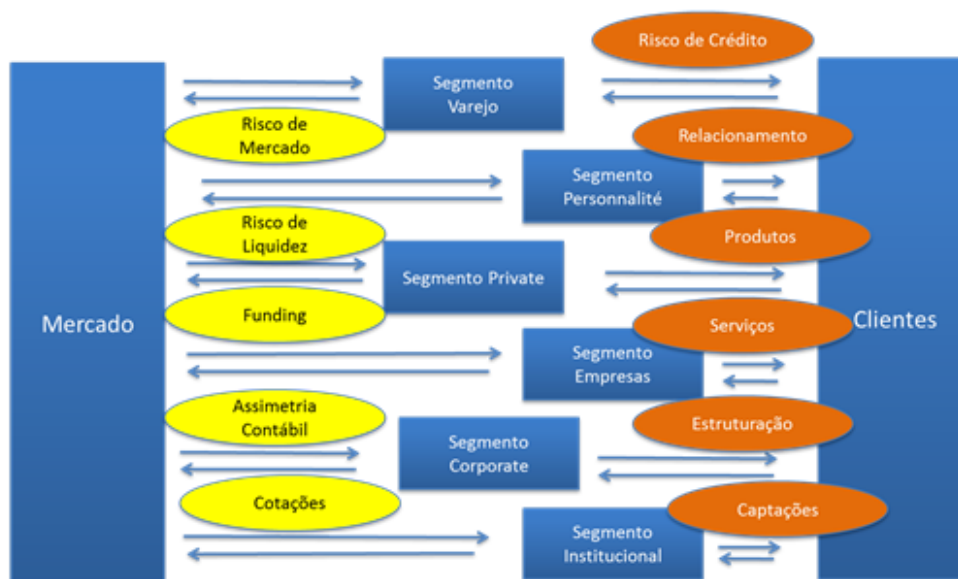 Risco de Crédito
Segmento
Varejo
Risco de
Mercado
Relacionamento
Segmento
Personnalité
Risco de
Liquidez
Produtos
Segmento Private
Mercado
Funding
Serviços
Clientes
Segmento
Empresas
Assimetria
Contábil
Estruturação
Segmento
Corporate
Cotações
Captações
Segmento
Institucional